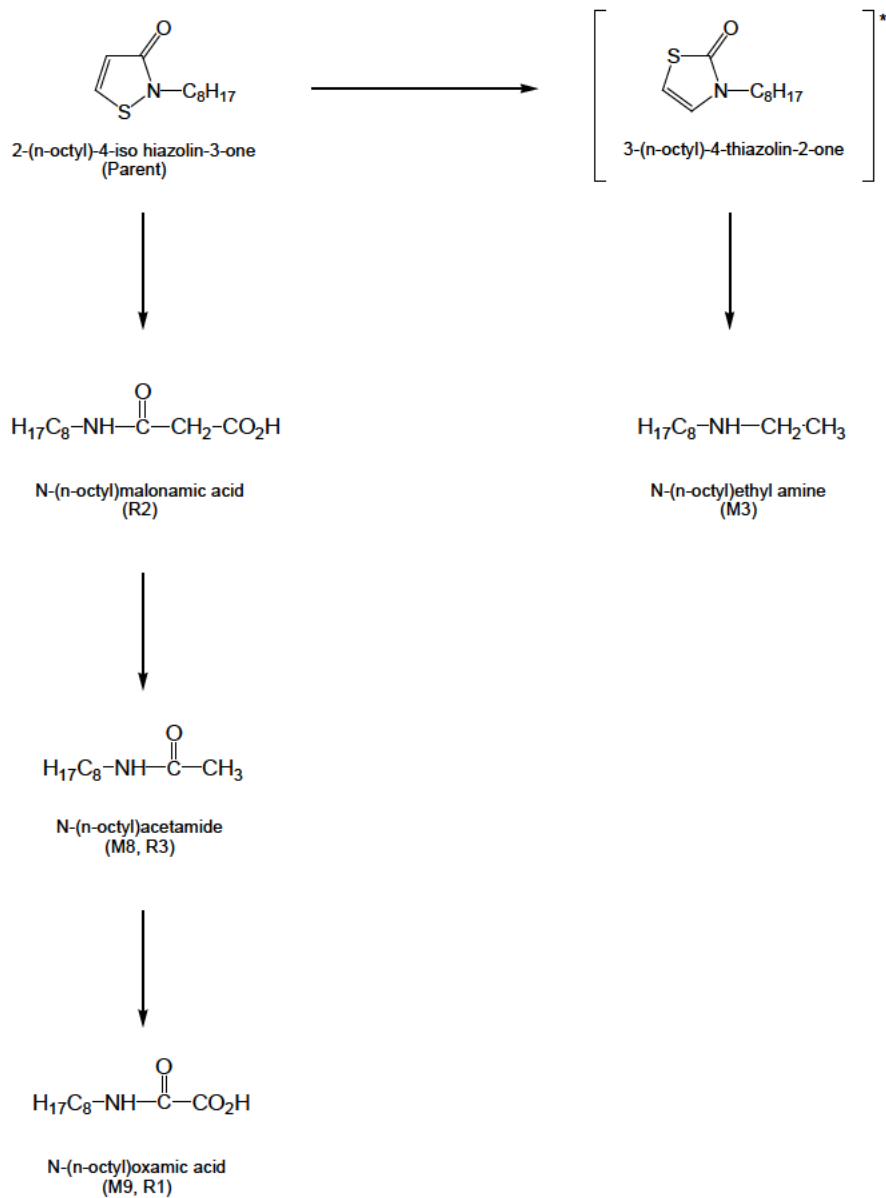 O
N
C8H17
S
2-(n-octyl)-4-iso hiazolin-3-one
(Parent)
*
O
S
N
C8H17
3-(n-octyl)-4-thiazolin-2-one
O
H17C8-NH-C-CH2-CO2H
N-(n-octyl)malonamic acid
(R2)
H17C8-NH-CH2CH3
N-(n-octyl)ethyl amine
(M3)
O
H17C8-NH-C-CH3
N-(n-octyl)acetamide
(M8, R3)
O
H17C8-NH-C-CO2H
N-(n-octyl)oxamic acid
(M9, R1)